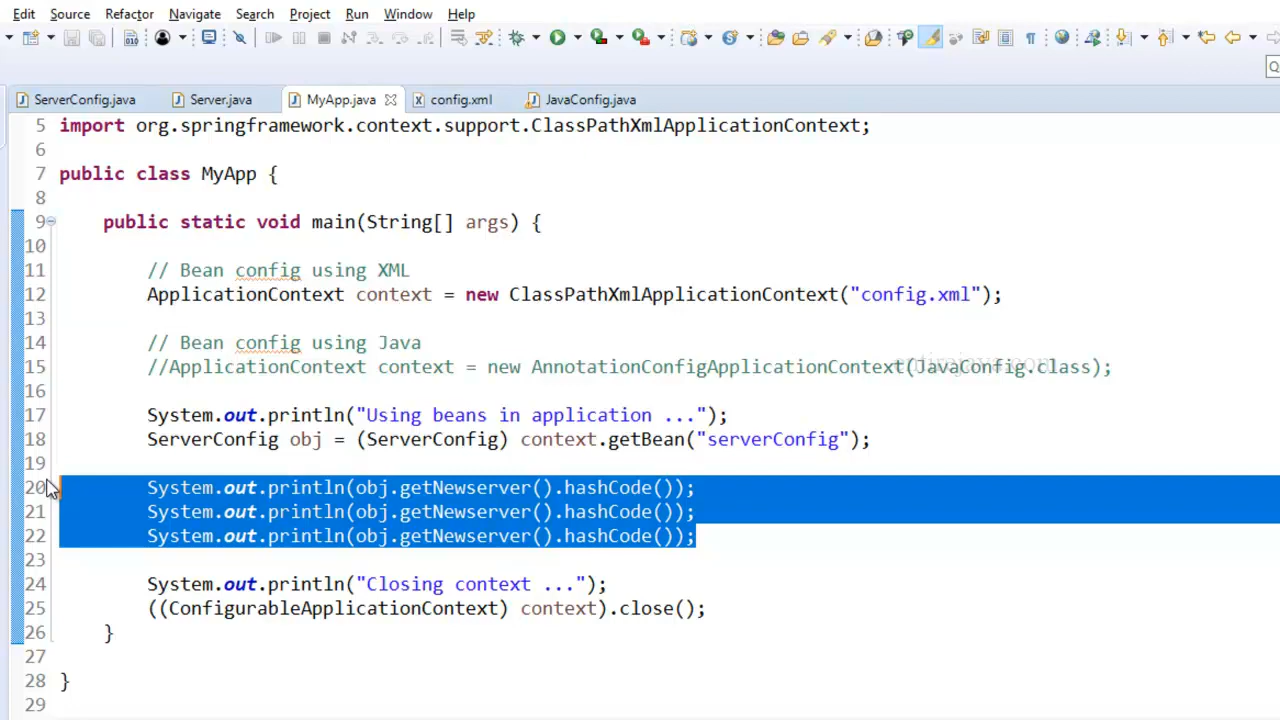 Edit Source Refactor Navigate Search Project Run Window Help
ServerConfig.java Server.java MyApp.java config.xml JavaConfig.java
5 import org.springframework.context.support.ClassPathXmlApplicationContext;
6
7 public class MyApp {
8
9 public static void main(String[] args) {
10
11 // Bean config using XML
12 ApplicationContext context = new ClassPathXmlApplicationContext("config.xml");
13
14 // Bean config using Java
15 //ApplicationContext context = new AnnotationConfigApplicationContext(JavaConfig.class);
16
17 System.out.println("Using beans in application ...");
18 ServerConfig obj = (ServerConfig) context.getBean("serverConfig");
19
20 System.out.println(obj.getNewserver().hashCode());
21 System.out.println(obj.getNewserver().hashCode());
22 System.out.println(obj.getNewserver().hashCode());
23
24 System.out.println("Closing context ...");
25 ((ConfigurableApplicationContext) context).close();
26 }
27
28 }
29